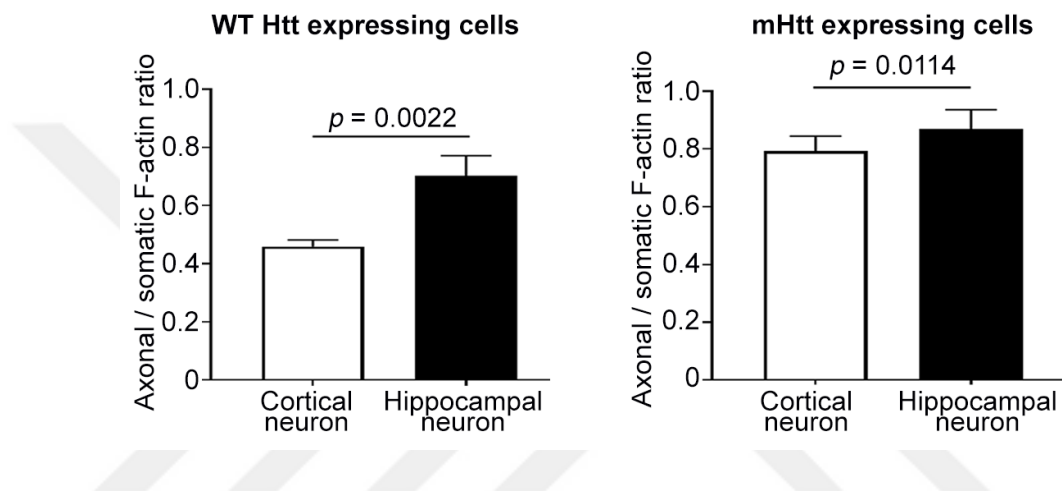 WT Htt expressing cells
Axonal / somatic F-actin ratio
1.0
0.8
0.6
0.4
0.2
0
p = 0.0022
Cortical
neuron
Hippocampal
neuron
mHtt expressing cells
Axonal / somatic F-actin ratio
1.0
0.8
0.6
0.4
0.2
0
p = 0.0114
Cortical
neuron
Hippocampal
neuron